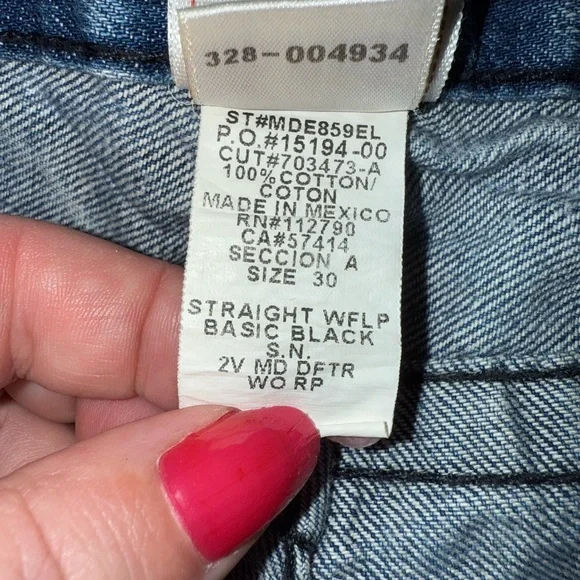 328-004934
ST#MDE859EL
P.O.#15194-00
CUT#703473-A
100% COTTON/
COTON
MADE IN MEXICO
RN#112790
CA#57414
SECCION A
SIZE 30
STRAIGHT WFLP
BASIC BLACK
S.N.
2V MD DFTR
WO RP